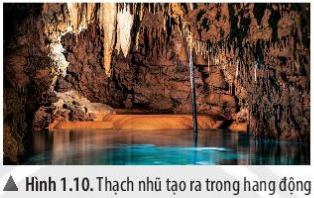 ▲ Hình 1.10. Thạch nhũ tạo ra trong hang động